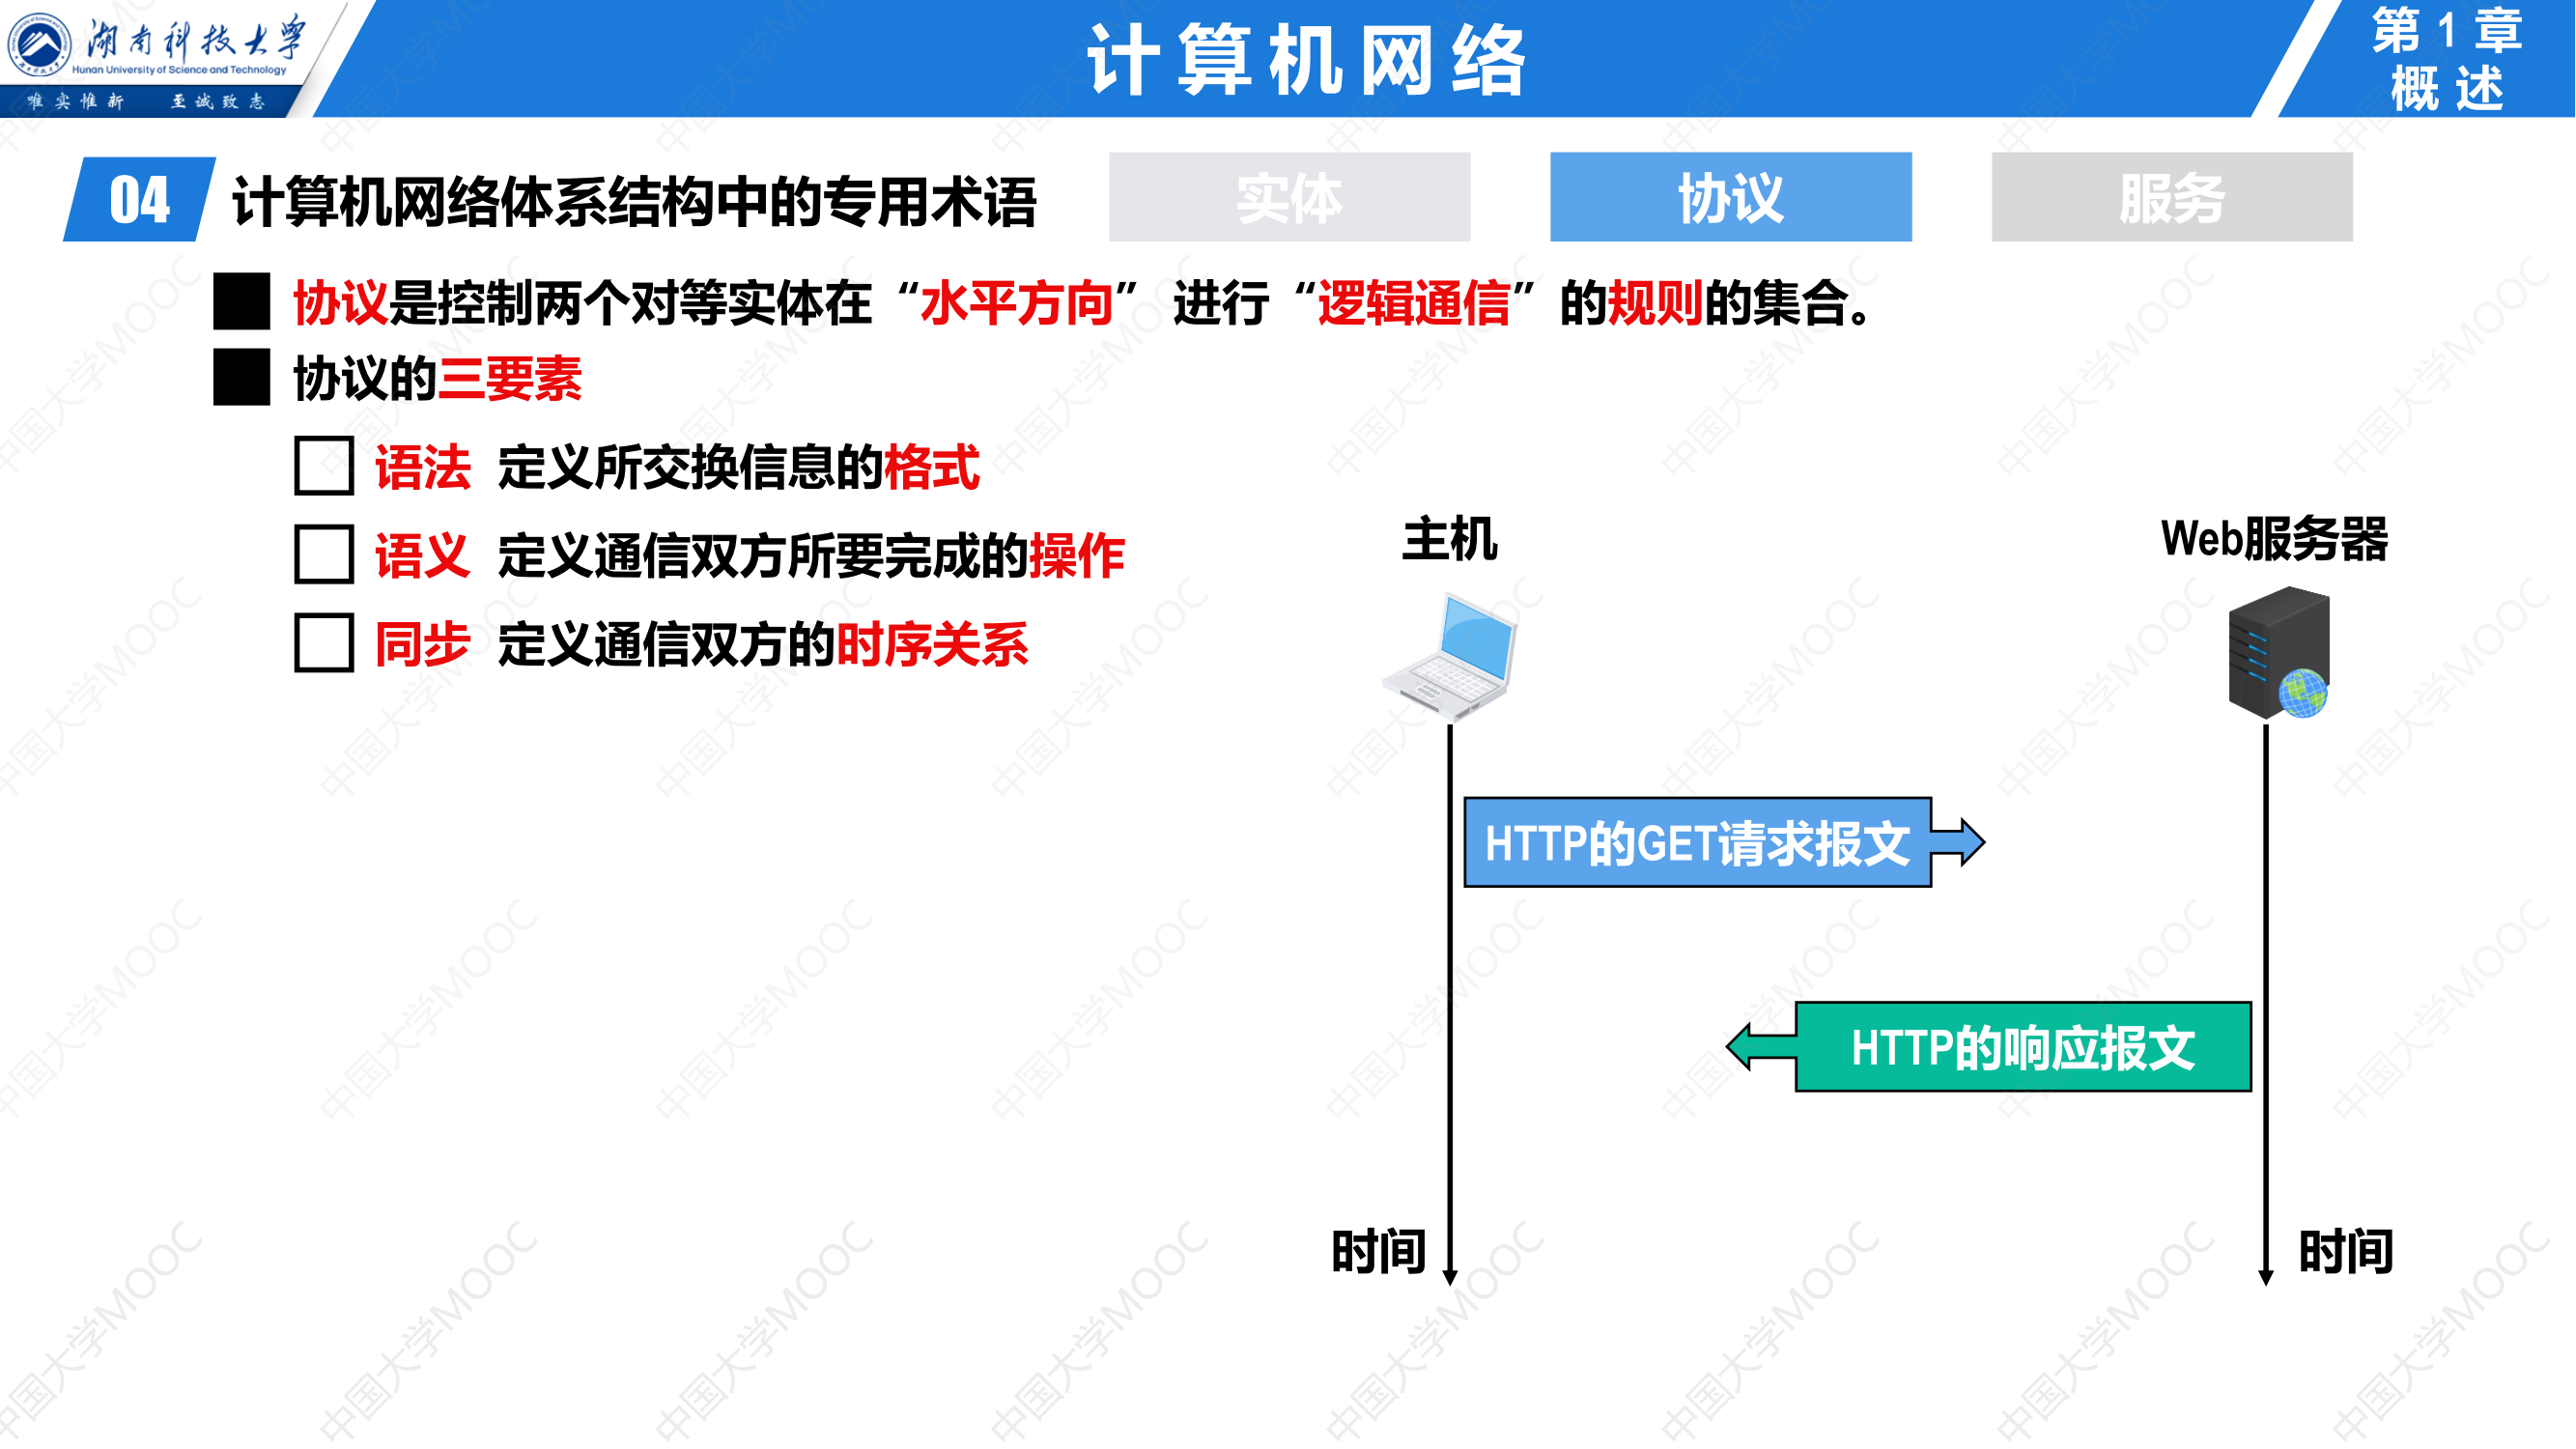 湖南科技大学
Hunan University of Science and Technology
唯实惟新 至诚致志
计算机网络
第1章
概述
04 计算机网络体系结构中的专用术语
实体 协议 服务
协议是控制两个对等实体在“水平方向” 进行“逻辑通信”的规则的集合。
协议的三要素
语法 定义所交换信息的格式
语义 定义通信双方所要完成的操作
同步 定义通信双方的时序关系
主机 Web服务器
HTTP的GET请求报文
HTTP的响应报文
时间 时间
中国大学MOOC